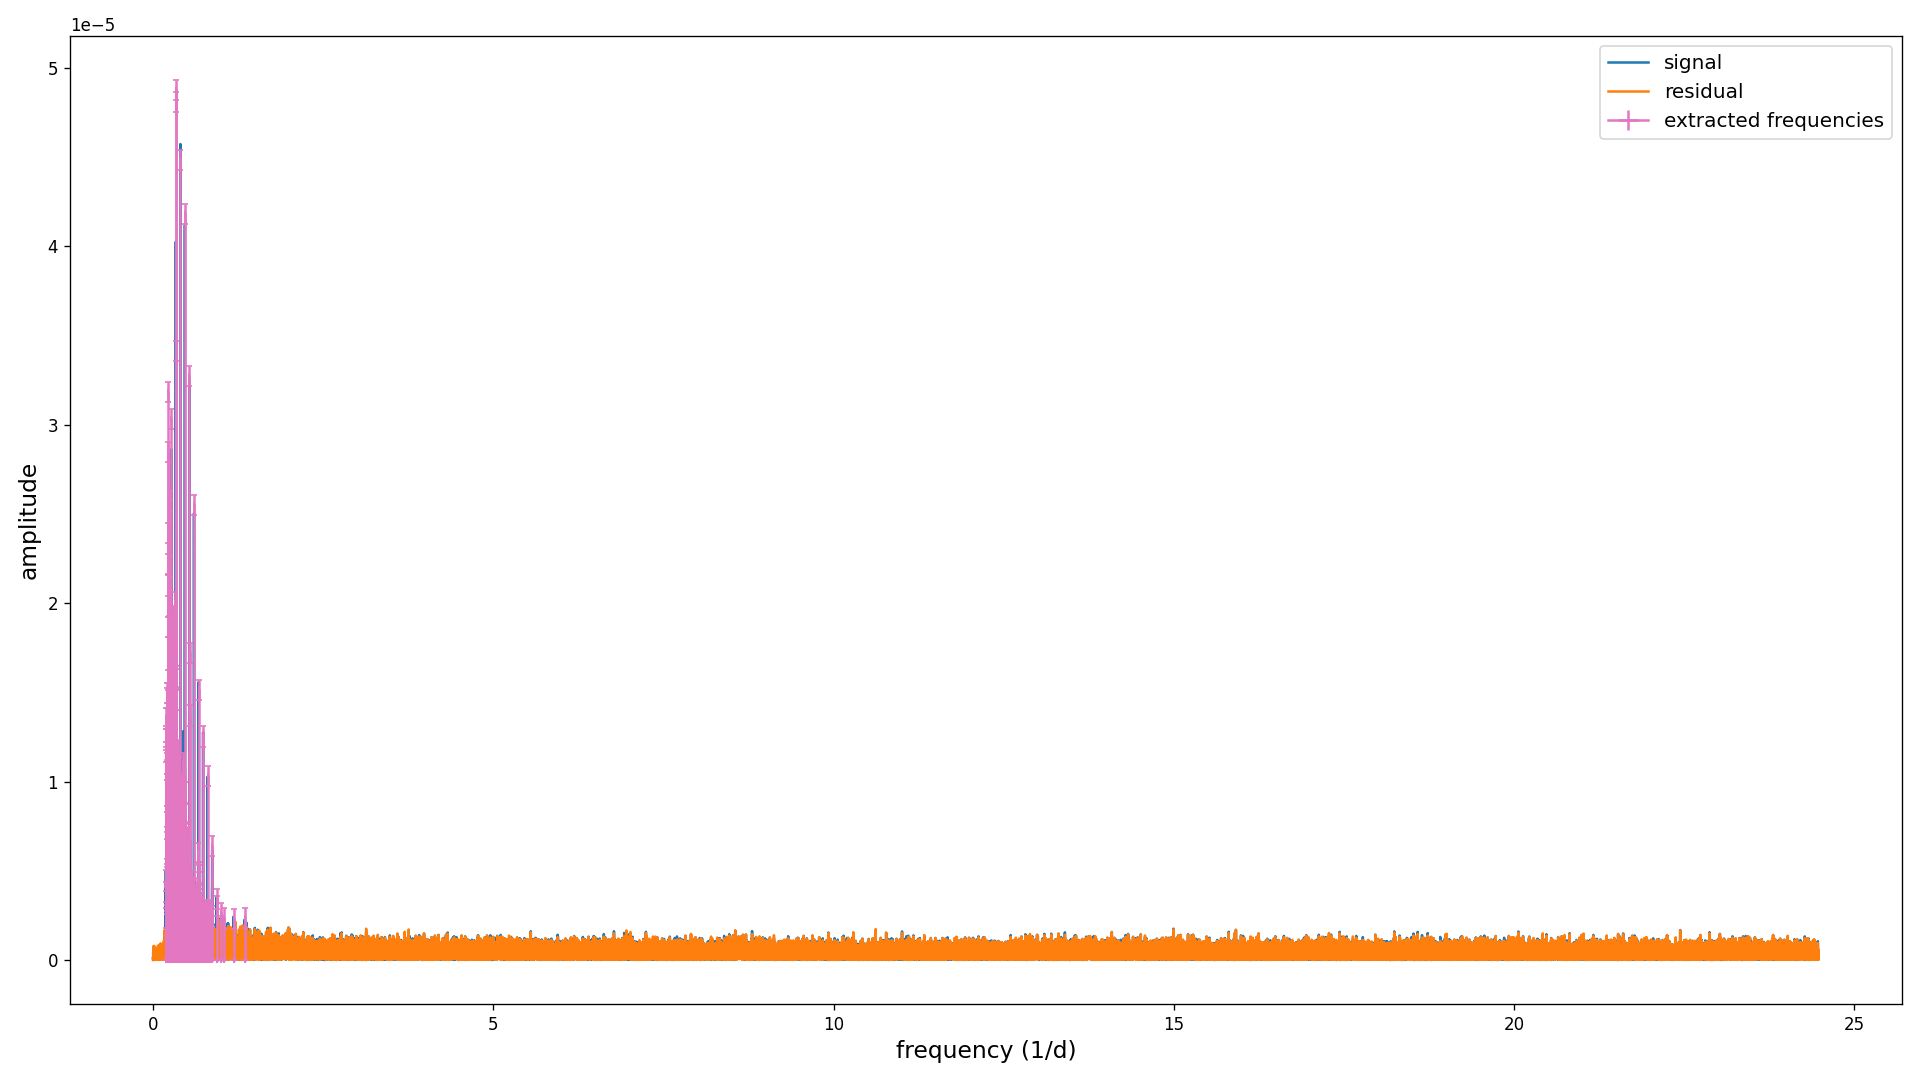 1e−5
5
4
3
2
1
0
amplitude
signal
residual
extracted frequencies
0
5
10
15
20
25
frequency (1/d)